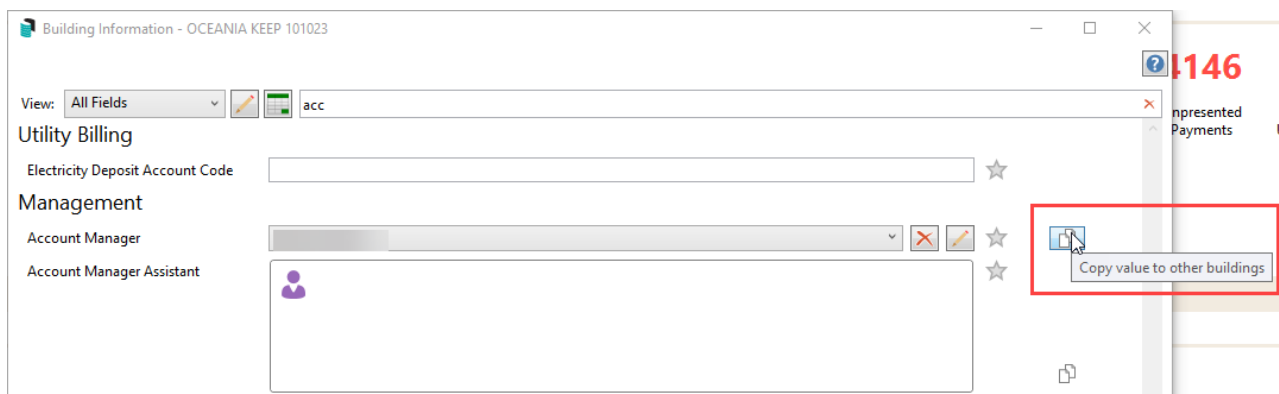 Building Information - OCEANIA KEEP 101023
4146
View: All Fields acc
npresented
Payments
Utility Billing
Electricity Deposit Account Code
Management
Account Manager
Copy value to other buildings
Account Manager Assistant